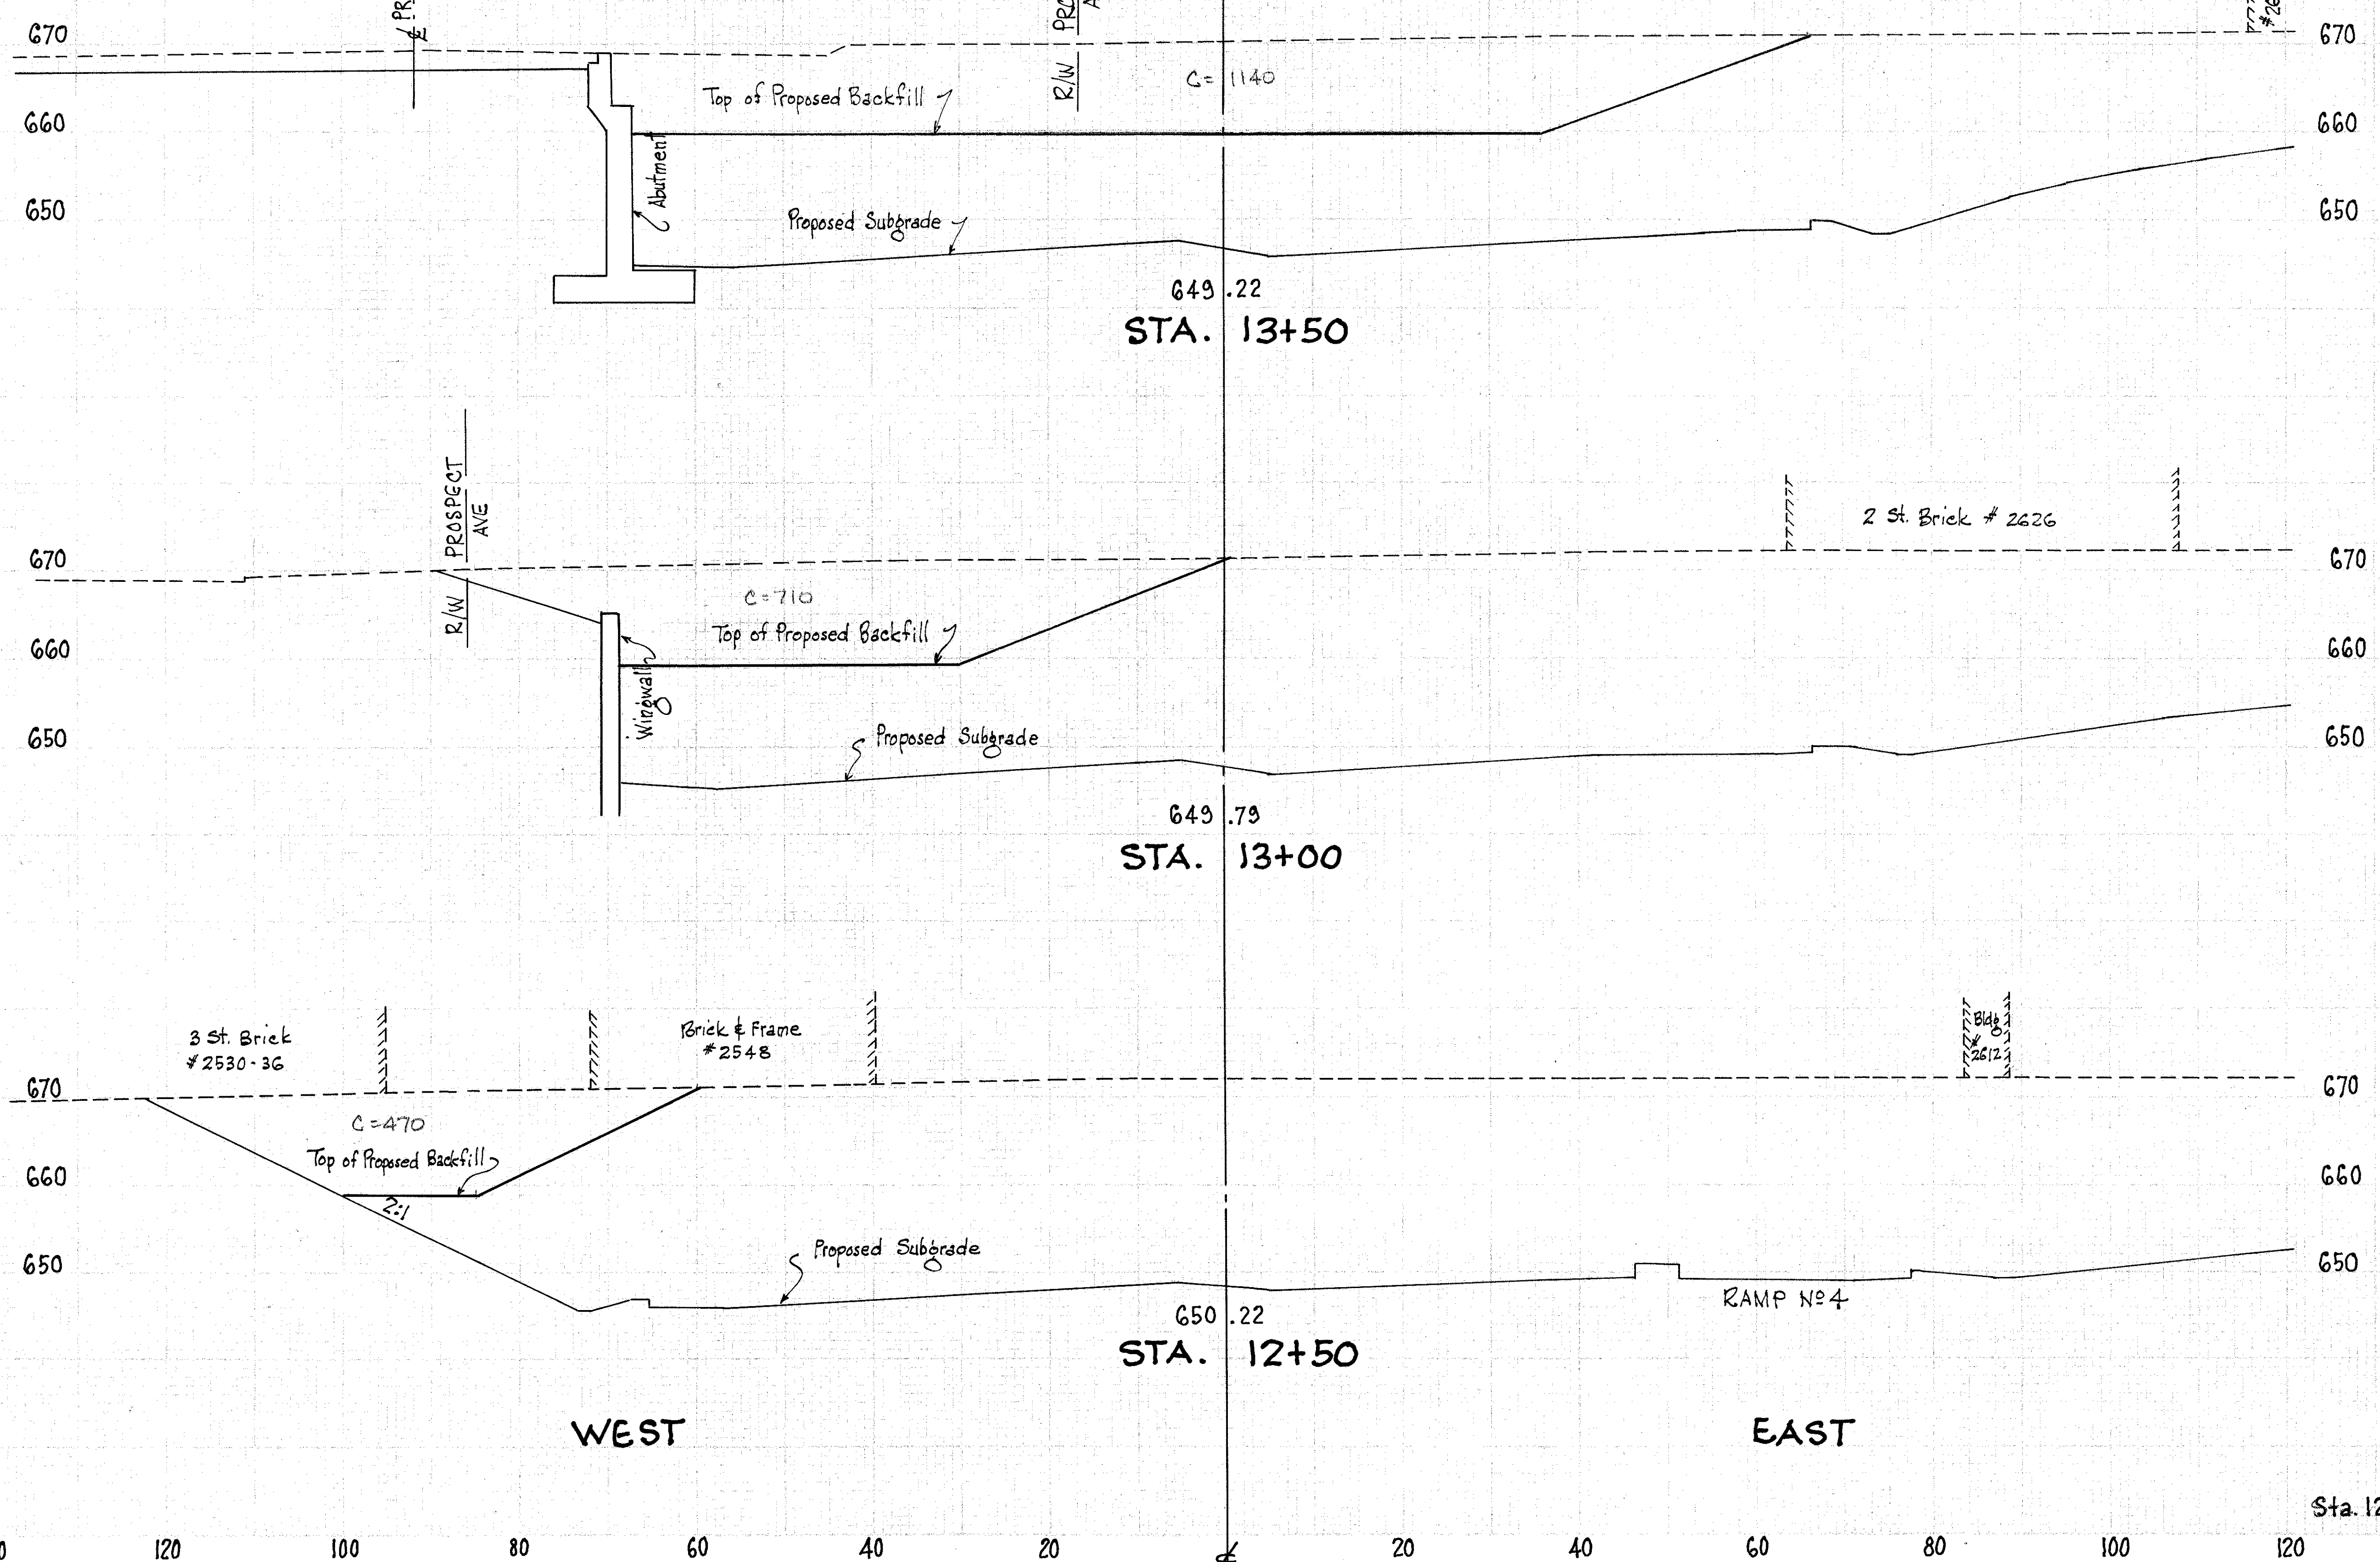 670
670
R/W
C= 1140
Top of Proposed Backfill
660
660
Abutment
650
650
Proposed Subgrade
649.22
STA. 13+50
PROSPECT
AVE
R/W
2 St. Brick # 2626
670
670
C=710
Top of Proposed Backfill
660
660
Wingwall
650
650
Proposed Subgrade
649.79
STA. 13+00
3 St. Brick
#2530-36
Brick & Frame
#2548
Bldg
2612
670
670
C=470
Top of Proposed Backfill
660
660
2:1
650
650
Proposed Subgrade
RAMP Nº 4
650.22
STA. 12+50
WEST
EAST
120 100 80 60 40 20 ℄ 20 40 60 80 100 120